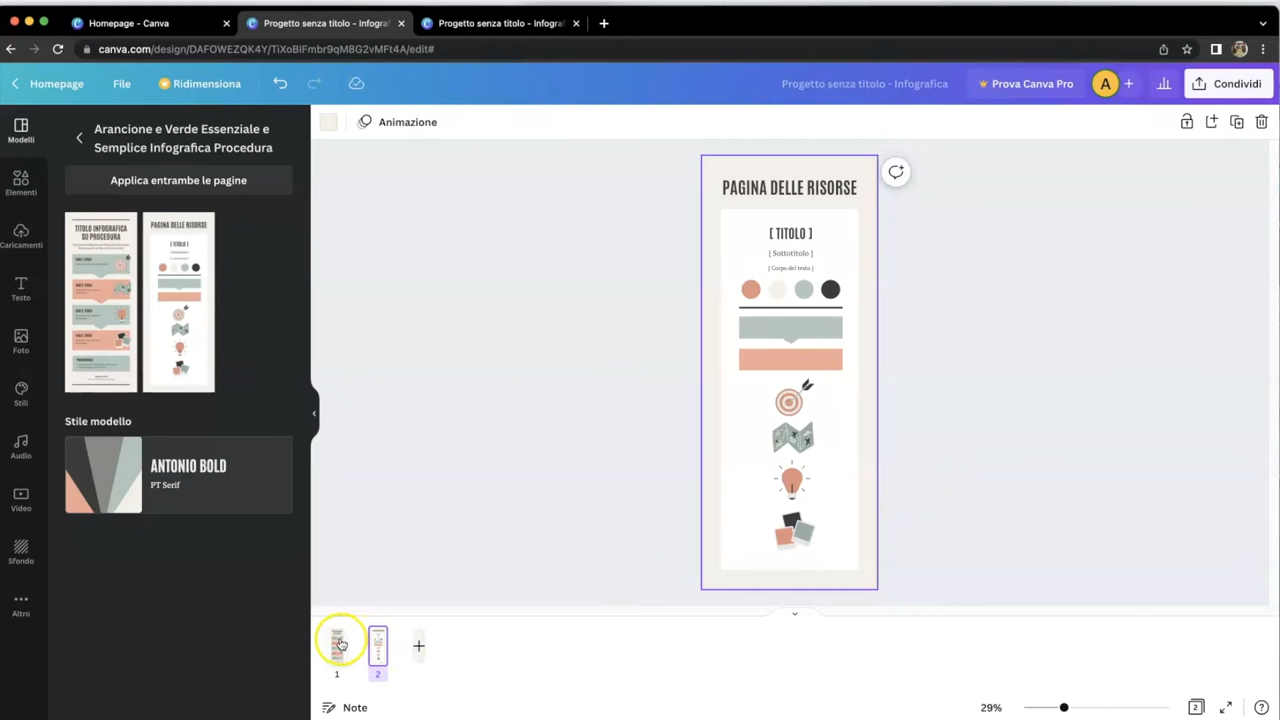 Homepage - Canva
Progetto senza titolo - Infograf
Progetto senza titolo - Infograf
canva.com/design/DAFOWEZQK4Y/TiXoBlFmbr9qM8G2vMFt4A/edit#
Homepage
File
Ridimensiona
Progetto senza titolo - Infografica
Prova Canva Pro
A
Condividi
Modelli
Elementi
Caricamenti
Testo
Foto
Stili
Audio
Video
Sfondo
Altro
Arancione e Verde Essenziale e
Semplice Infografica Procedura
Applica entrambe le pagine
TITOLO INFOGRAFICA
SU PROCEDURA
PAGINA DELLE RISORSE
[ TITOLO ]
Stile modello
ANTONIO BOLD
PT Serif
Animazione
PAGINA DELLE RISORSE
[ TITOLO ]
[ Sottotitolo ]
[ Corpo del testo ]
1
2
Note
29%
2